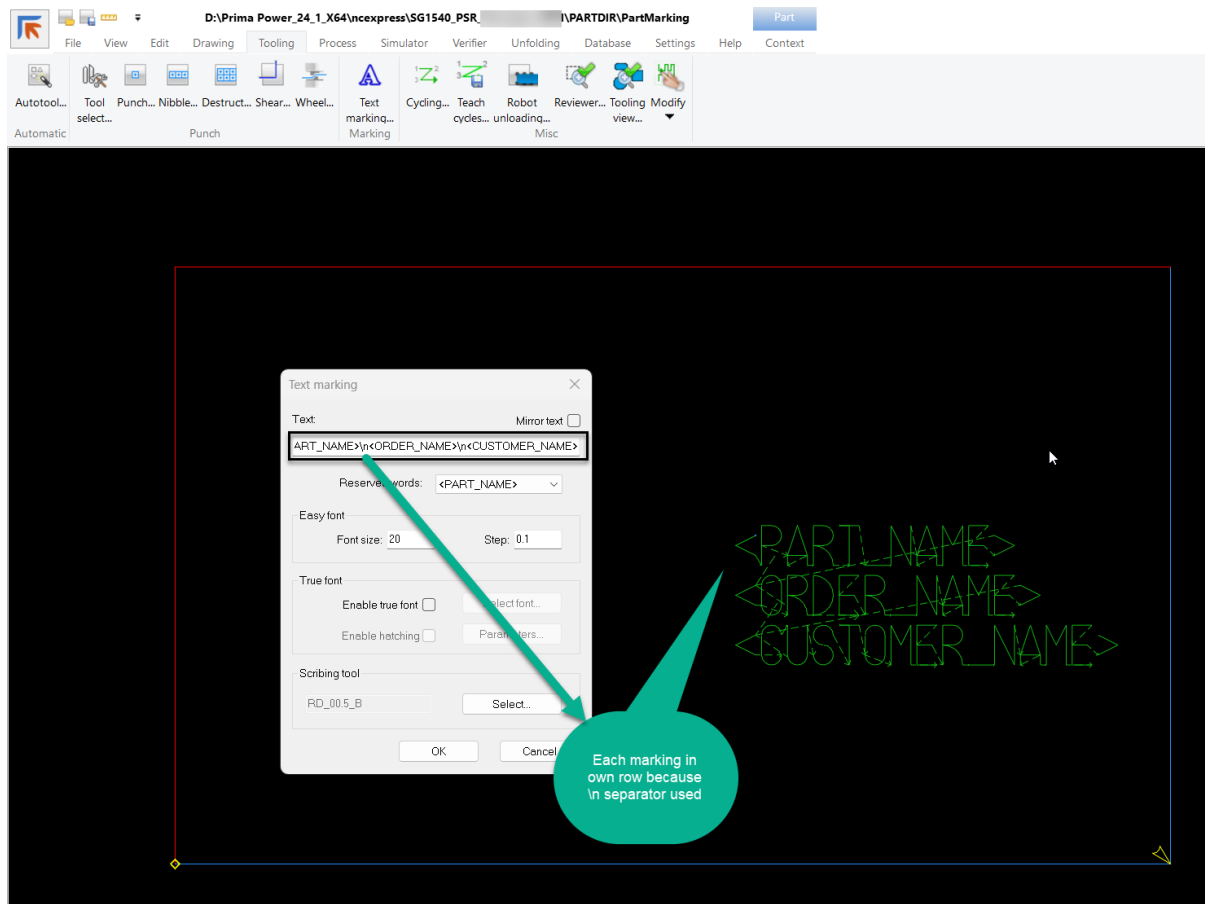 D:\Prima Power_24_1_X64\ncexpress\SG1540_PSR_ \PARTDIR\PartMarking
Part
File View Edit Drawing Tooling Process Simulator Verifier Unfolding Database Settings Help Context
Autotool... Tool select... Punch... Nibble... Destruct... Shear... Wheel... Text marking... Cycling... Teach cycles... Robot unloading... Reviewer... Tooling view... Modify
Automatic Punch Marking Misc
Text marking
Text:
Mirror text
ART_NAME>\n<ORDER_NAME>\n<CUSTOMER_NAME>
Reserved words: <PART_NAME>
Easy font
Font size: 20 Step: 0.1
True font
Enable true font Select font...
Enable hatching Parameters...
Scribing tool
RD_00.5_B Select...
OK Cancel
<PART_NAME>
<ORDER_NAME>
<CUSTOMER_NAME>
Each marking in
own row because
\n separator used